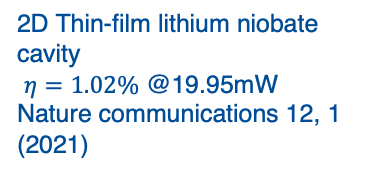 2D Thin-film lithium niobate
cavity
𝜂 = 1.02% @19.95mW
Nature communications 12, 1
(2021)